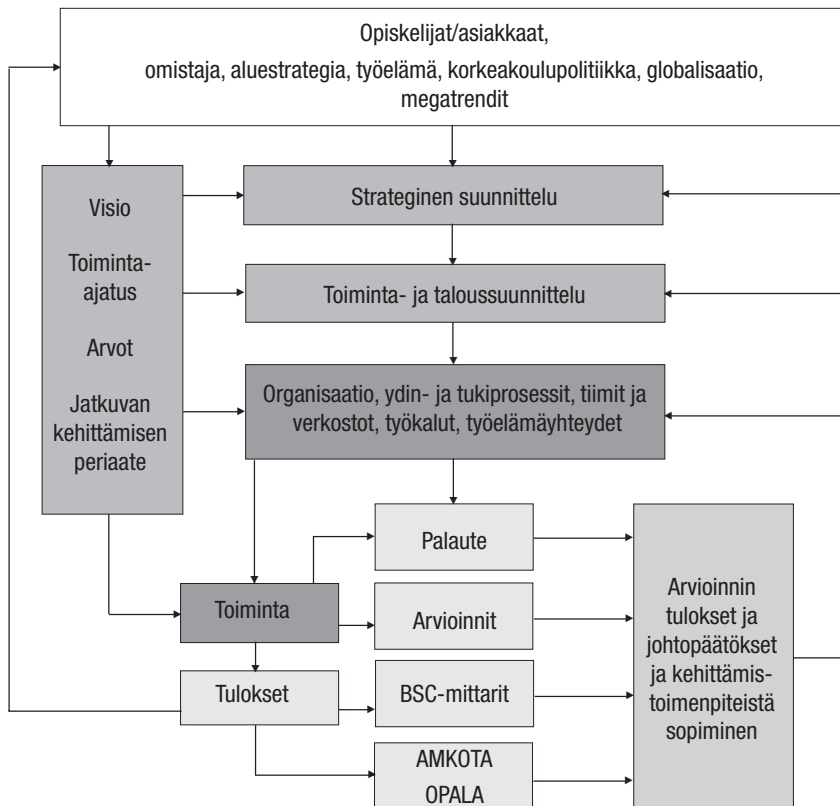 Opiskelijat/asiakkaat,
omistaja, aluestrategia, työelämä, korkeakoulupolitiikka, globalisaatio,
megatrendit
Visio
Toiminta-
ajatus
Arvot
Jatkuvan
kehittämisen
periaate
Strateginen suunnittelu
Toiminta- ja taloussuunnittelu
Organisaatio, ydin- ja tukiprosessit, tiimit ja
verkostot, työkalut, työelämäyhteydet
Toiminta
Tulokset
Palaute
Arvioinnit
BSC-mittarit
AMKOTA
OPALA
Arvioinnin
tulokset ja
johtopäätökset
ja kehittämis-
toimenpiteistä
sopiminen